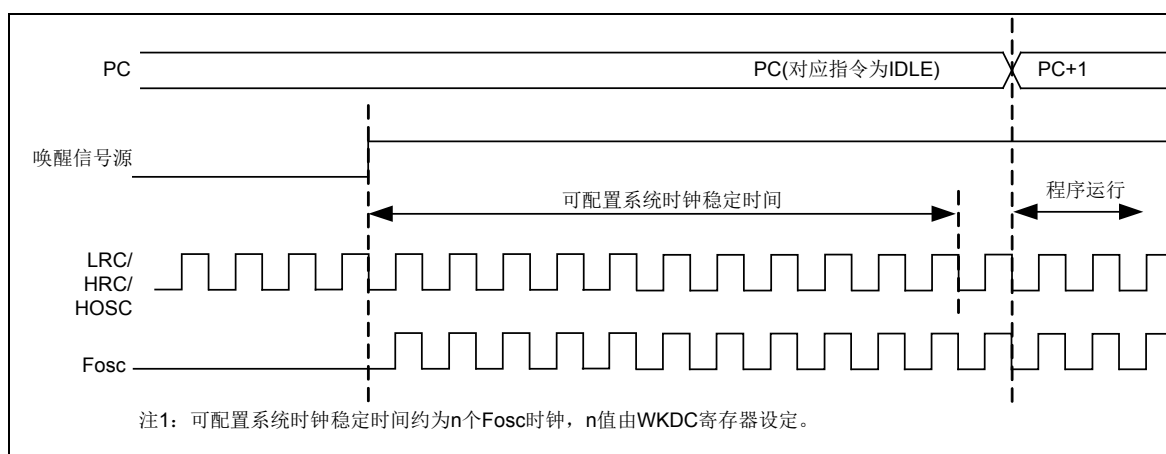 PC
PC(对应指令为IDLE)
PC+1
唤醒信号源
可配置系统时钟稳定时间
程序运行
LRC/
HRC/
HOSC
Fosc
注1：可配置系统时钟稳定时间约为n个Fosc时钟，n值由WKDC寄存器设定。